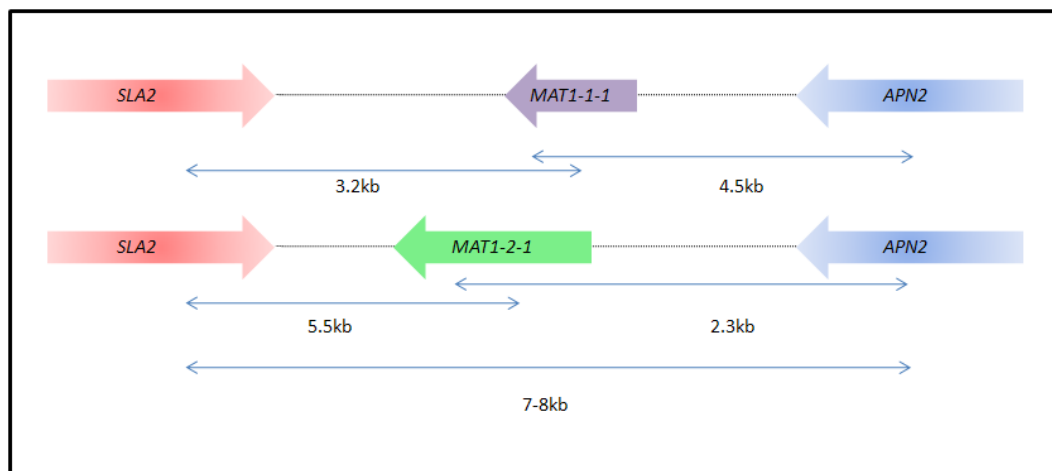 SLA2 MAT1-1-1 APN2
3.2kb 4.5kb
SLA2 MAT1-2-1 APN2
5.5kb 2.3kb
7-8kb